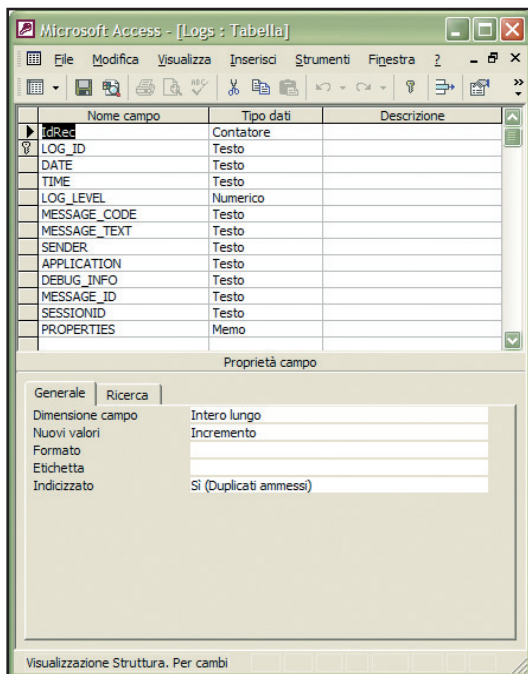 Microsoft Access - [Logs : Tabella]
File Modifica Visualizza Inserisci Strumenti Finestra ?
Nome campo Tipo dati Descrizione
IdRec Contatore
LOG_ID Testo
DATE Testo
TIME Testo
LOG_LEVEL Numerico
MESSAGE_CODE Testo
MESSAGE_TEXT Testo
SENDER Testo
APPLICATION Testo
DEBUG_INFO Testo
MESSAGE_ID Testo
SESSIONID Testo
PROPERTIES Memo
Proprietà campo
Generale Ricerca
Dimensione campo Intero lungo
Nuovi valori Incremento
Formato
Etichetta
Indicizzato Sì (Duplicati ammessi)
Visualizzazione Struttura. Per cambi